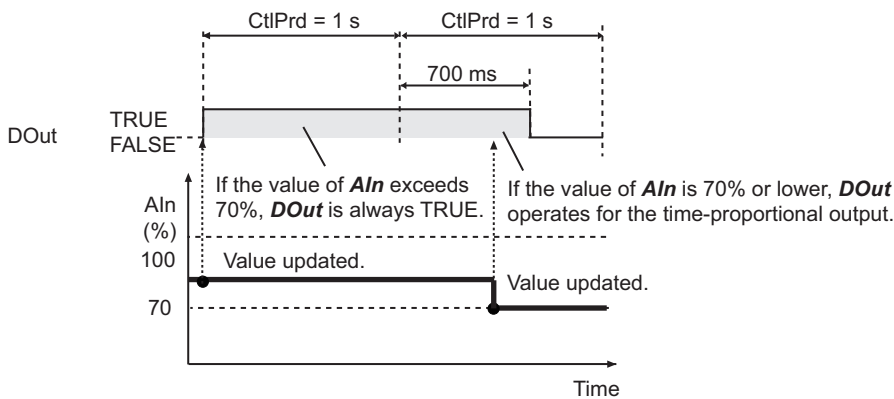 CtlPrd = 1 s
CtlPrd = 1 s
700 ms
DOut
TRUE
FALSE
If the value of AIn exceeds
70%, DOut is always TRUE.
If the value of AIn is 70% or lower, DOut
operates for the time-proportional output.
AIn
(%)
100
Value updated.
Value updated.
70
Time